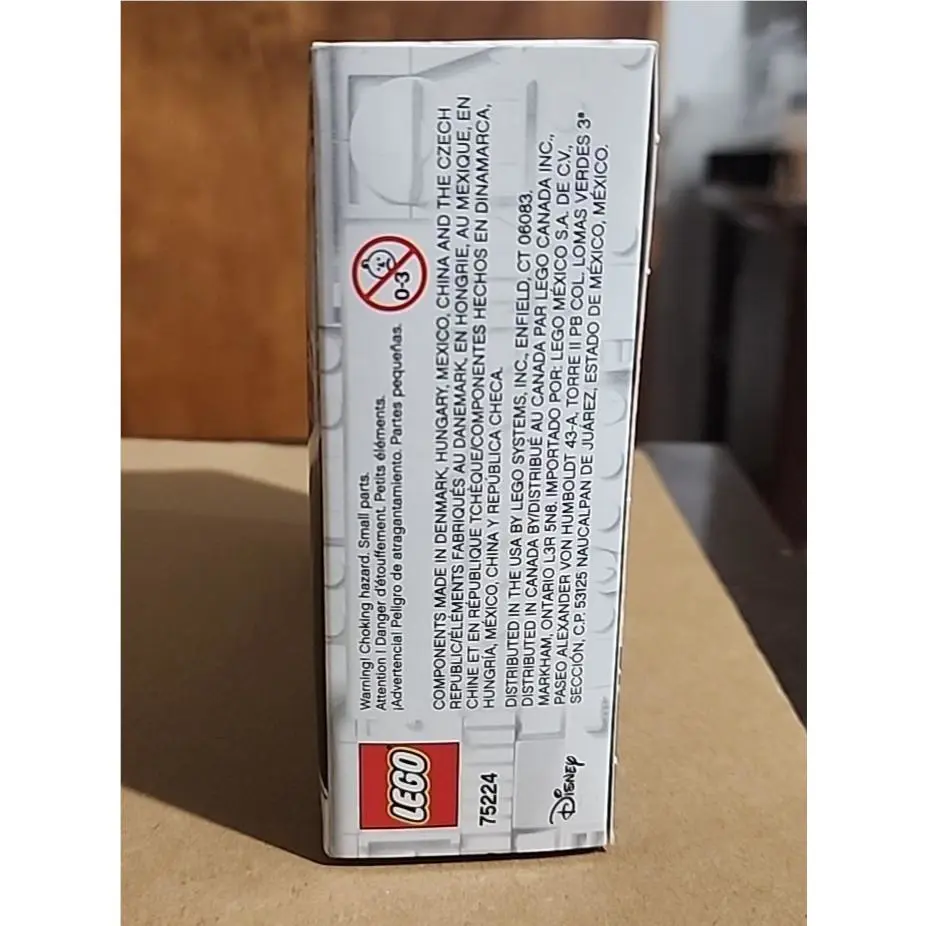 Warning! Choking hazard. Small parts.
Attention ! Danger d'étouffement. Petits éléments.
¡Advertencia! Peligro de atragantamiento. Partes pequeñas.
0-3
COMPONENTS MADE IN DENMARK, HUNGARY, MEXICO, CHINA AND THE CZECH
REPUBLIC/ÉLÉMENTS FABRIQUÉS AU DANEMARK, EN HONGRIE, AU MEXIQUE, EN
CHINE ET EN RÉPUBLIQUE TCHÈQUE/COMPONENTES HECHOS EN DINAMARCA,
HUNGRÍA, MÉXICO, CHINA Y REPÚBLICA CHECA.
DISTRIBUTED IN THE USA BY LEGO SYSTEMS, INC., ENFIELD, CT 06083.
DISTRIBUTED IN CANADA BY/DISTRIBUÉ AU CANADA PAR LEGO CANADA INC.,
MARKHAM, ONTARIO L3R 5N8. IMPORTADO POR: LEGO MÉXICO S.A. DE C.V.,
PASEO ALEXANDER VON HUMBOLDT 43-A, TORRE II PB COL. LOMAS VERDES 3ª
SECCIÓN, C.P. 53125 NAUCALPAN DE JUÁREZ, ESTADO DE MÉXICO, MÉXICO.
LEGO
75224
Disney